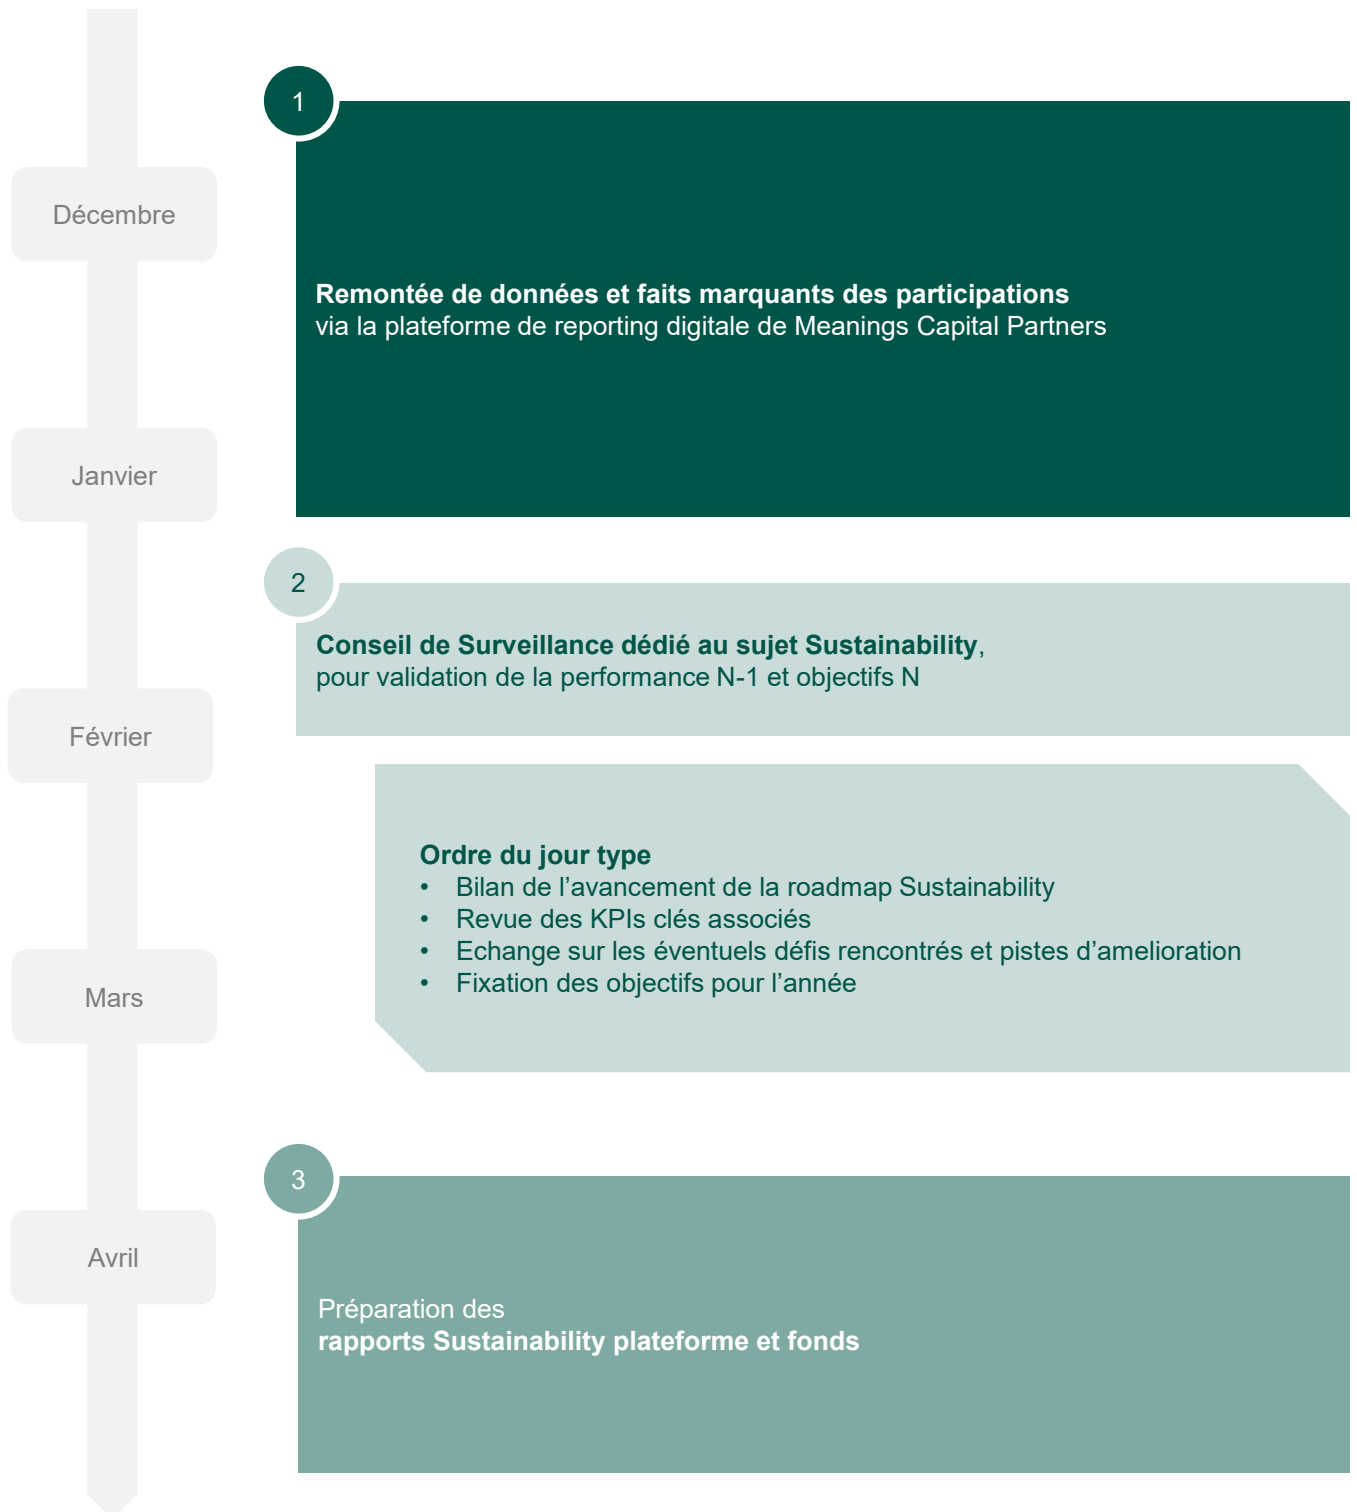 1
Décembre
Remontée de données et faits marquants des participations
via la plateforme de reporting digitale de Meanings Capital Partners
Janvier
2
Conseil de Surveillance dédié au sujet Sustainability,
pour validation de la performance N-1 et objectifs N
Février
Ordre du jour type
• Bilan de l’avancement de la roadmap Sustainability
• Revue des KPIs clés associés
• Echange sur les éventuels défis rencontrés et pistes d’amelioration
• Fixation des objectifs pour l’année
Mars
3
Avril
Préparation des
rapports Sustainability plateforme et fonds